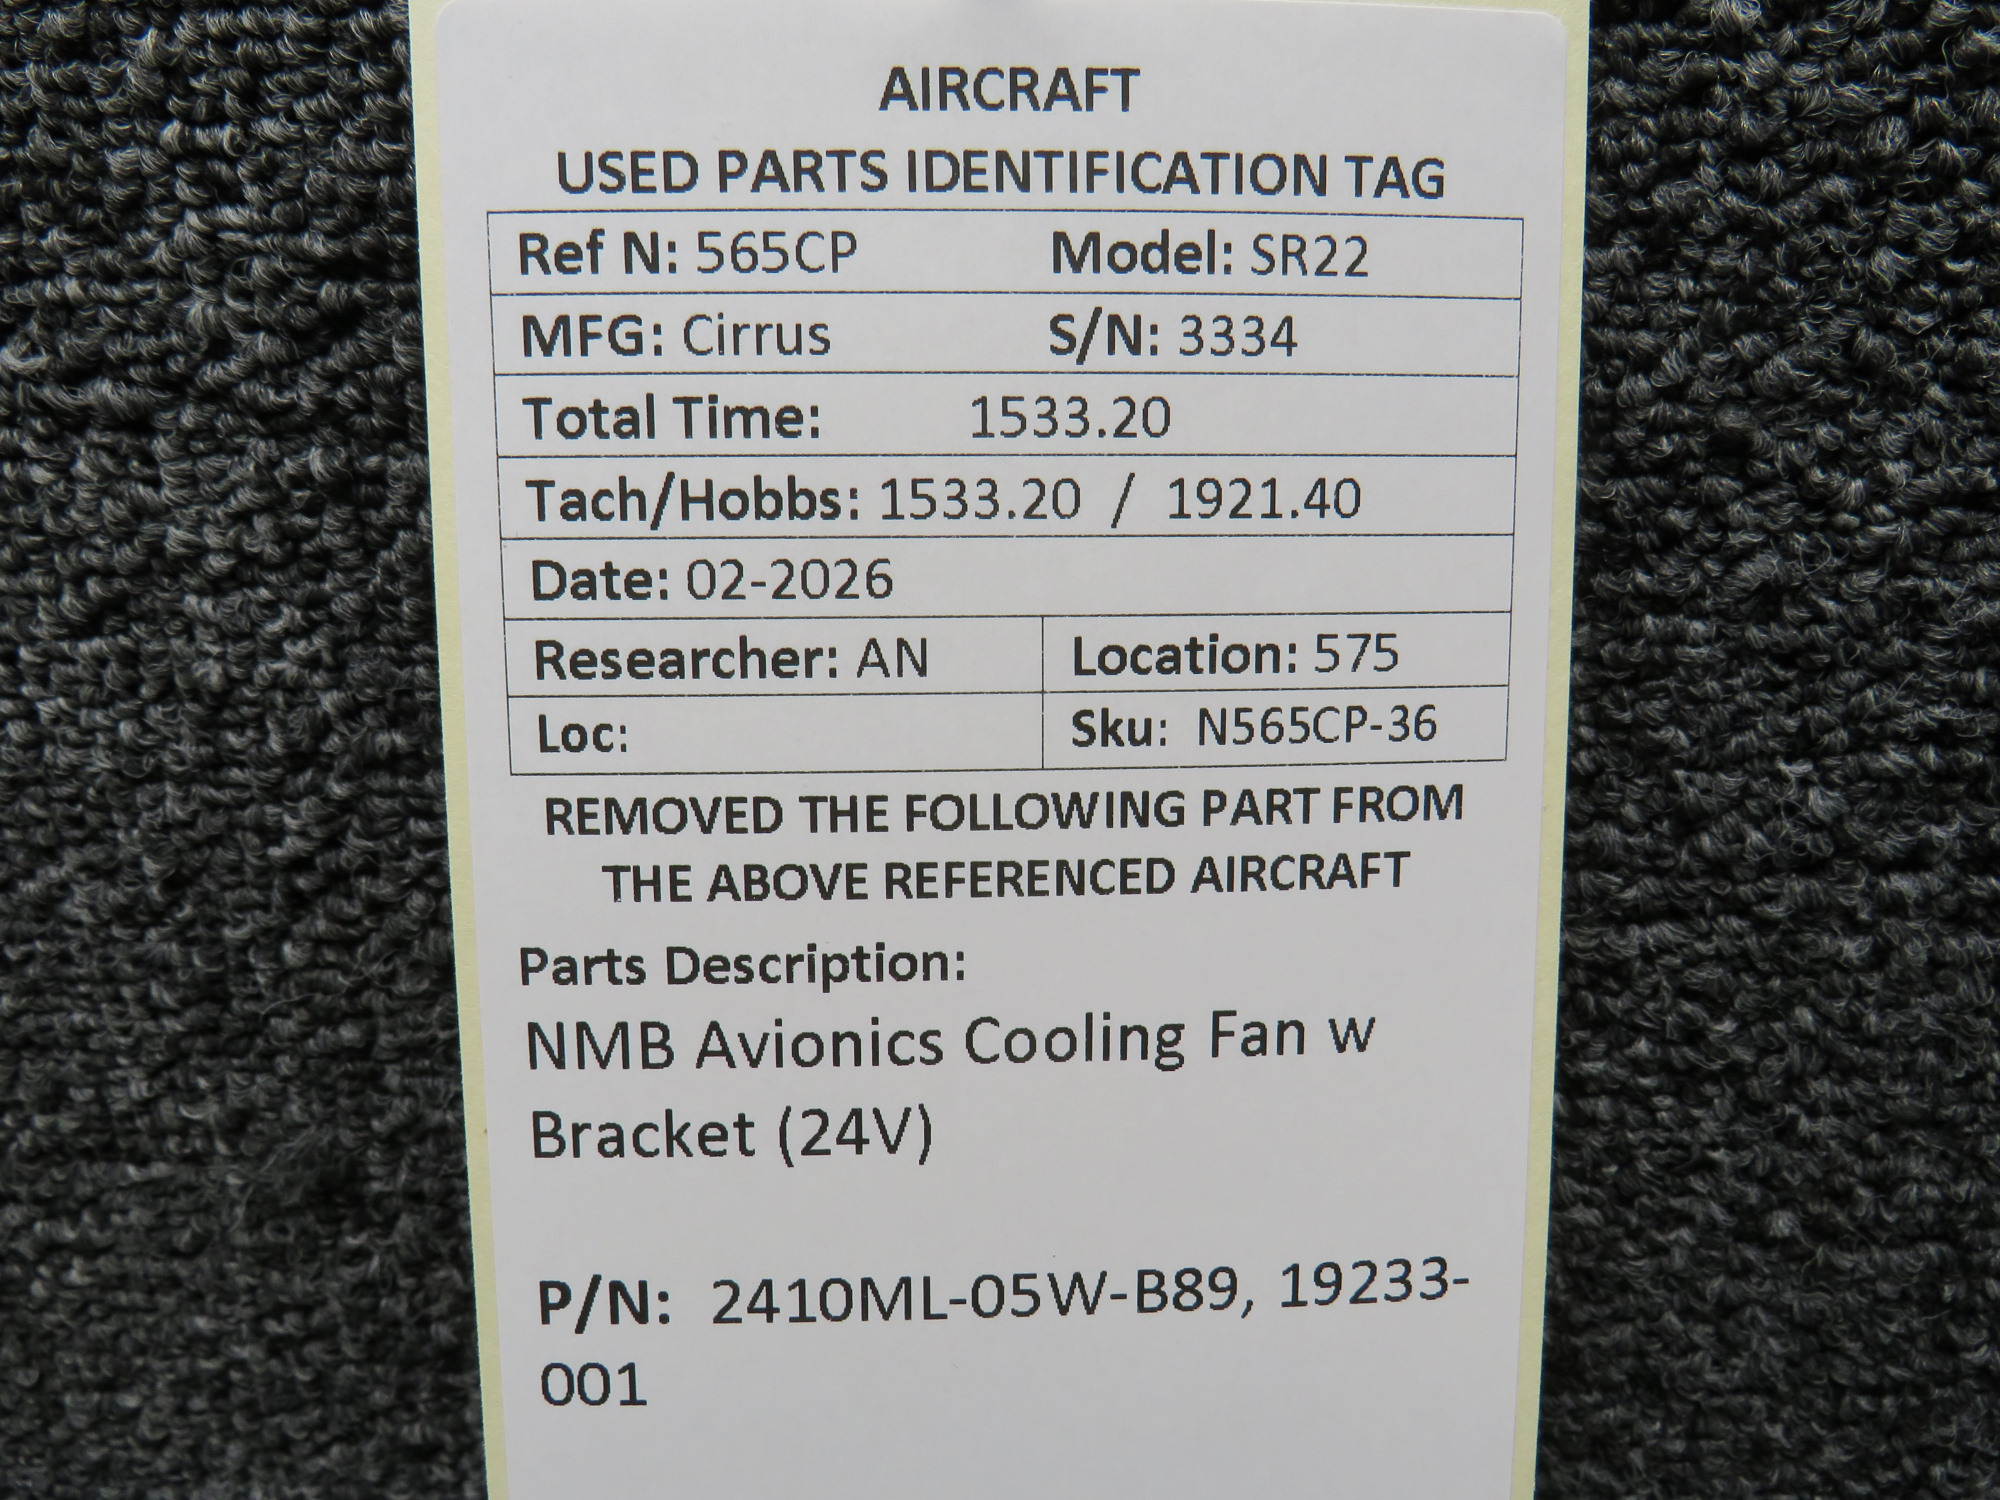 AIRCRAFT
USED PARTS IDENTIFICATION TAG
Ref N: 565CP Model: SR22
MFG: Cirrus S/N: 3334
Total Time: 1533.20
Tach/Hobbs: 1533.20 / 1921.40
Date: 02-2026
Researcher: AN Location: 575
Loc: Sku: N565CP-36
REMOVED THE FOLLOWING PART FROM
THE ABOVE REFERENCED AIRCRAFT
Parts Description:
NMB Avionics Cooling Fan w
Bracket (24V)
P/N: 2410ML-05W-B89, 19233-
001